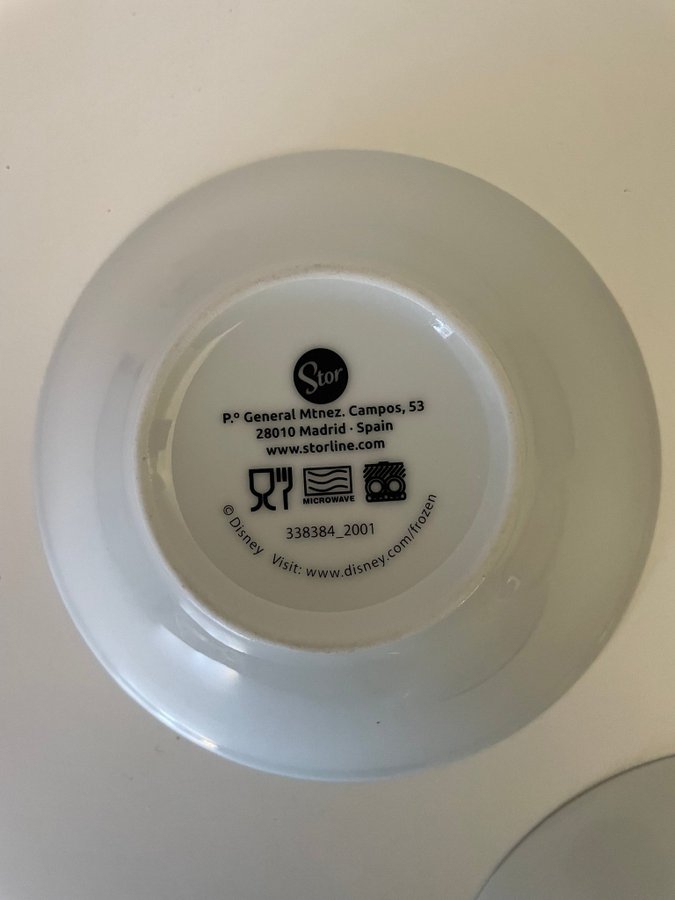 Stor
P.º General Mtnez. Campos, 53
28010 Madrid · Spain
www.storline.com
MICROWAVE
338384_2001
© Disney Visit: www.disney.com/frozen